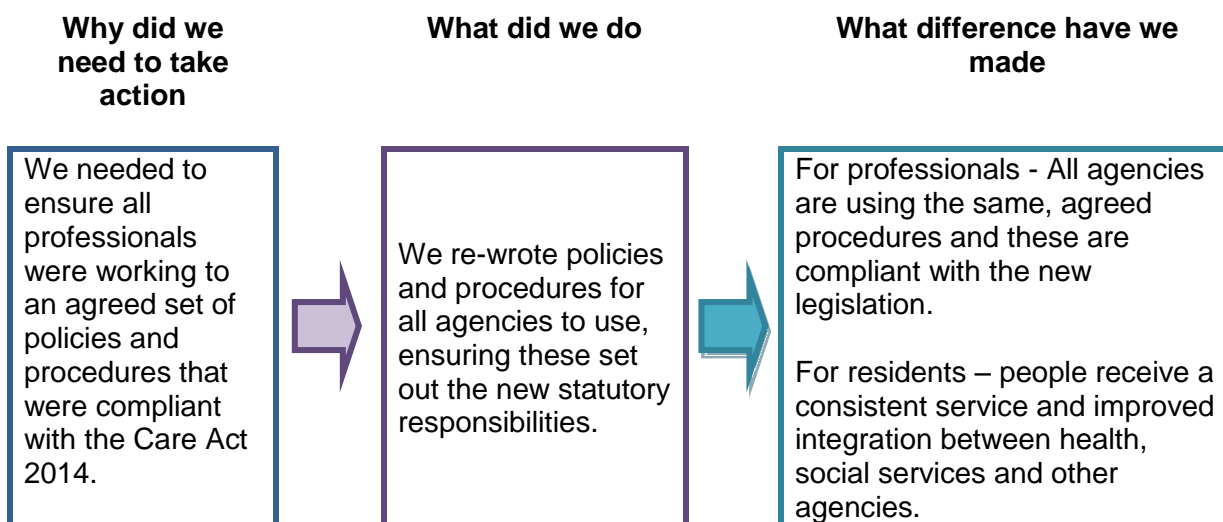 Why did we
need to take
action
What did we do
What difference have we
made
We needed to
ensure all
professionals
were working to
an agreed set of
policies and
procedures that
were compliant
with the Care Act
2014.
We re-wrote policies
and procedures for
all agencies to use,
ensuring these set
out the new statutory
responsibilities.
For professionals - All agencies
are using the same, agreed
procedures and these are
compliant with the new
legislation.
For residents – people receive a
consistent service and improved
integration between health,
social services and other
agencies.